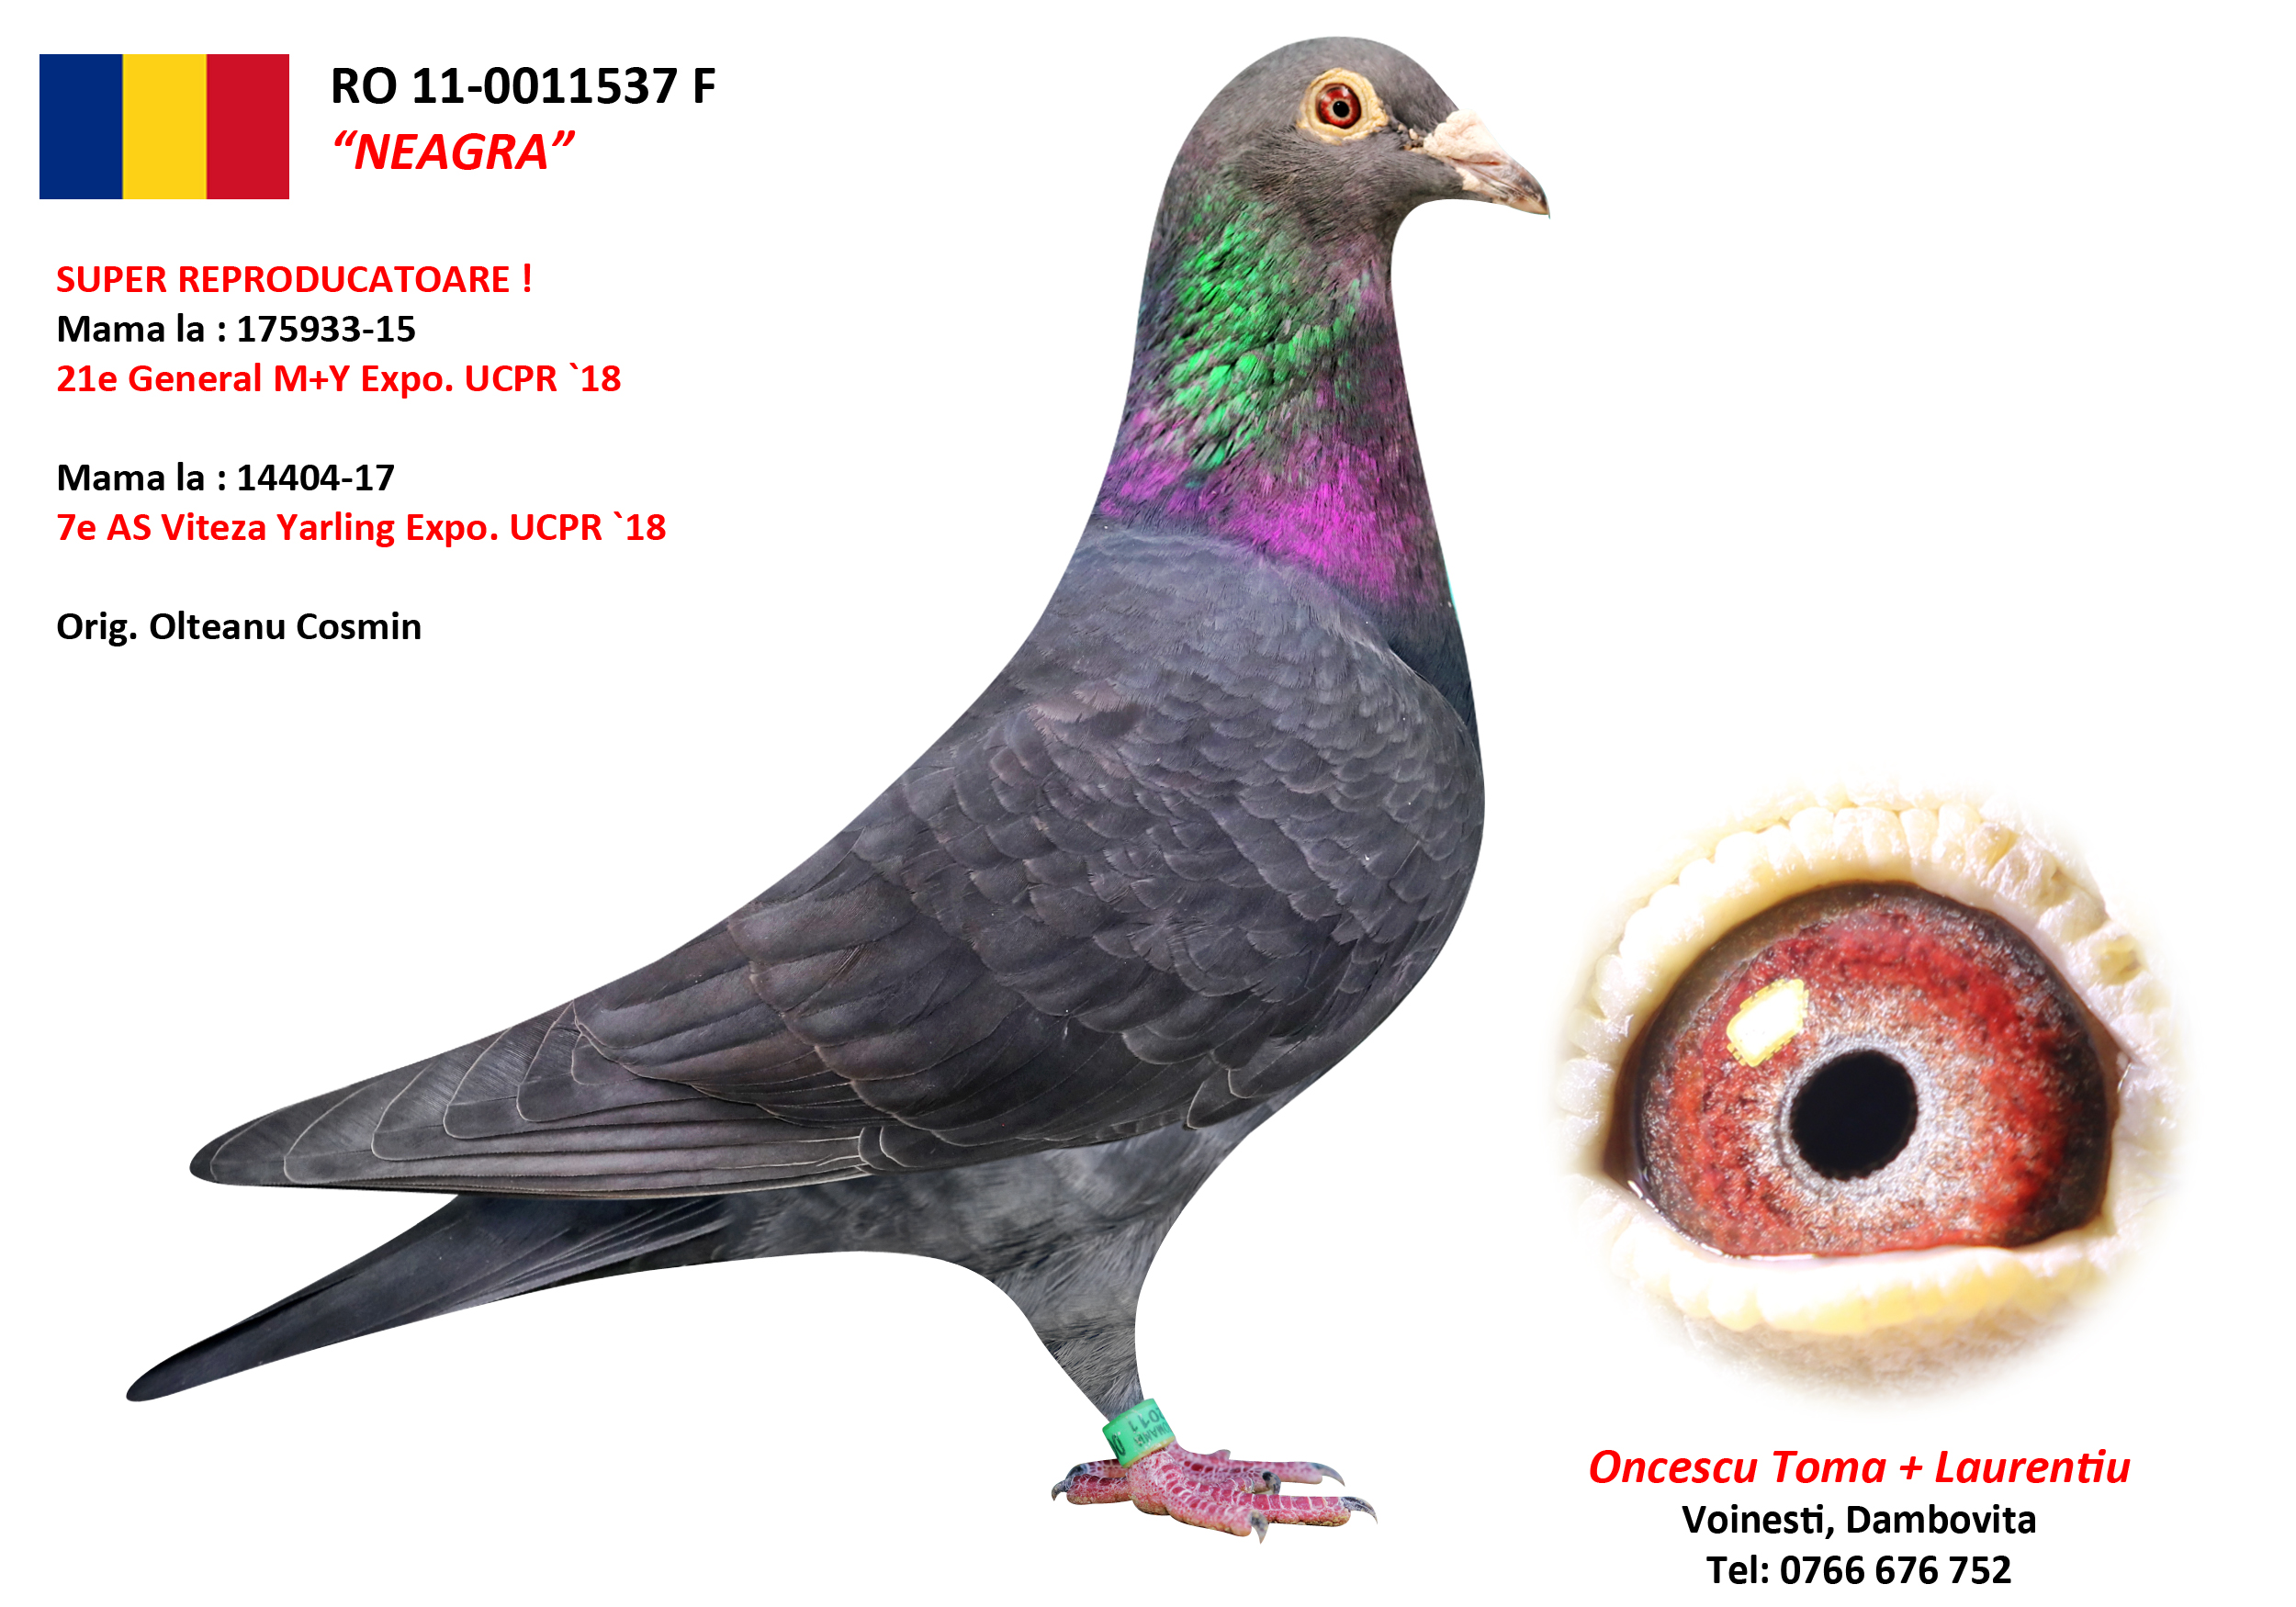 RO 11-0011537 F
“NEAGRA”
SUPER REPRODUCATOARE !
Mama la : 175933-15
21e General M+Y Expo. UCPR `18
Mama la : 14404-17
7e AS Viteza Yarling Expo. UCPR `18
Orig. Olteanu Cosmin
2011
Oncescu Toma + Laurentiu
Voinesti, Dambovita
Tel: 0766 676 752